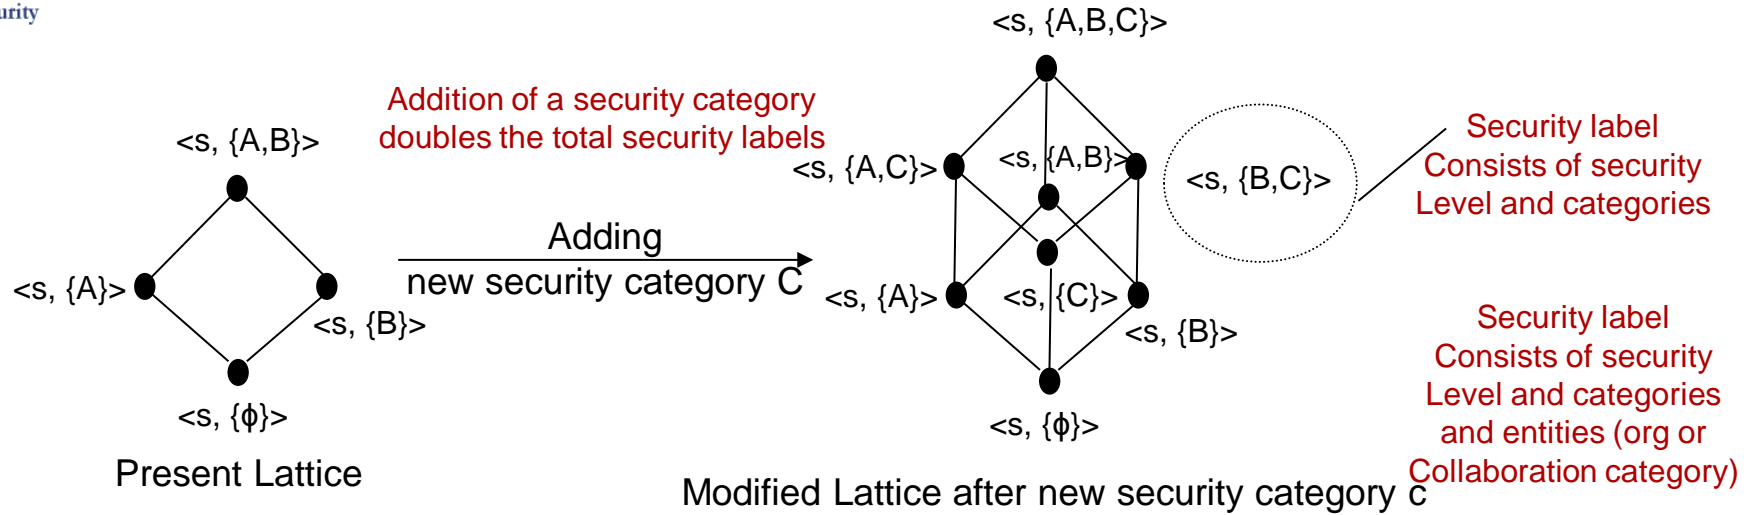 <s, {A,B}>
<s, {A}>
<s, {B}>
<s, {ϕ}>
Present Lattice
Addition of a security category
doubles the total security labels
Adding
new security category C
<s, {A,B,C}>
<s, {A,C}>
<s, {A,B}>
<s, {B,C}>
<s, {A}>
<s, {C}>
<s, {B}>
<s, {ϕ}>
Modified Lattice after new security category c
Security label
Consists of security
Level and categories
Security label
Consists of security
Level and categories
and entities (org or
Collaboration category)